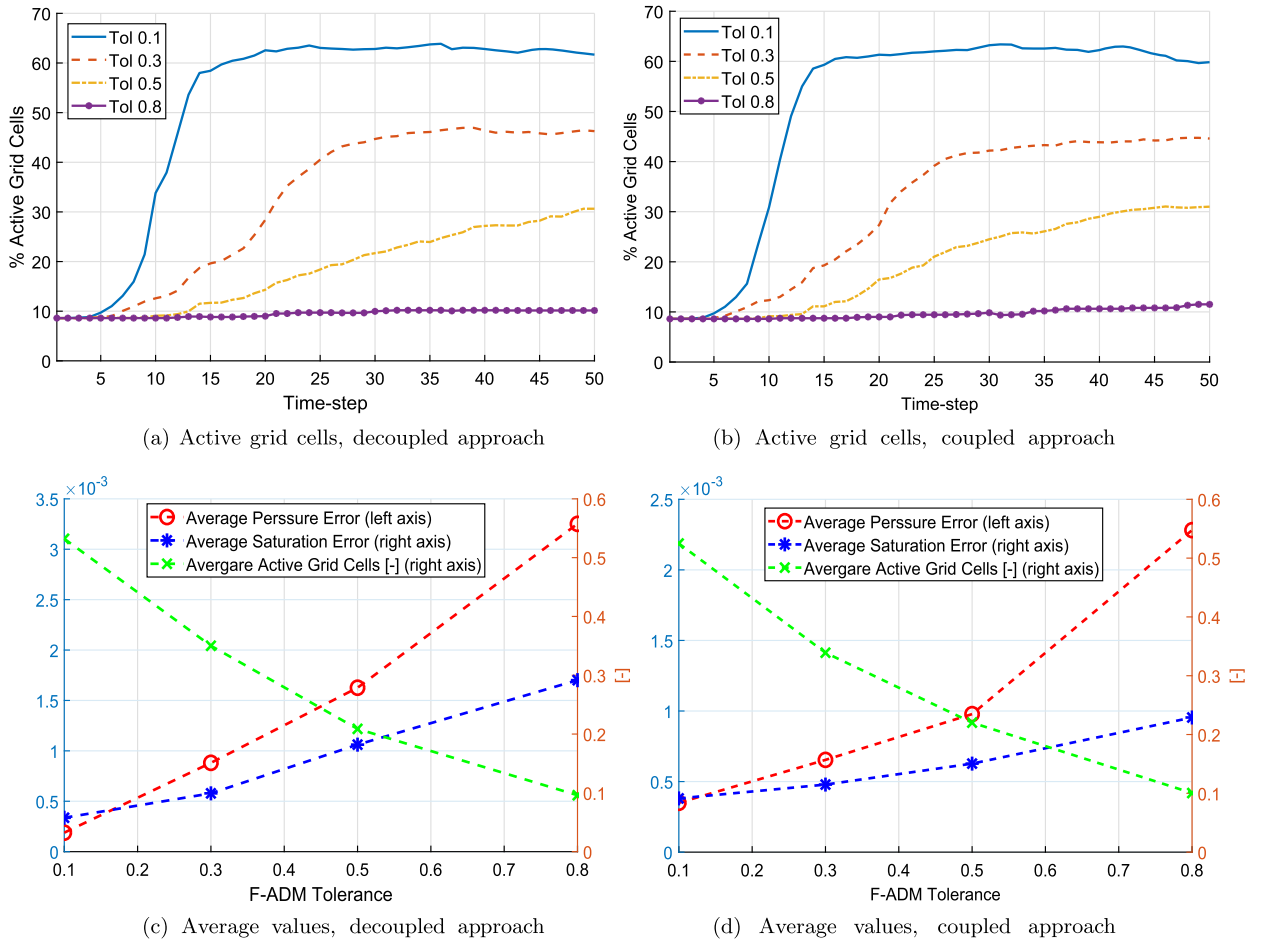 70
60
50
40
30
20
10
0
% Active Grid Cells
Tol 0.1
Tol 0.3
Tol 0.5
Tol 0.8
5 10 15 20 25 30 35 40 45 50
Time-step
(a) Active grid cells, decoupled approach
70
60
50
40
30
20
10
0
% Active Grid Cells
Tol 0.1
Tol 0.3
Tol 0.5
Tol 0.8
5 10 15 20 25 30 35 40 45 50
Time-step
(b) Active grid cells, coupled approach
×10⁻³
3.5
3
2.5
2
1.5
1
0.5
0
Average Perssure Error (left axis)
Average Saturation Error (right axis)
Avergare Active Grid Cells [-] (right axis)
0.6
0.5
0.4
0.3
0.2
0.1
0
[-]
0.1 0.2 0.3 0.4 0.5 0.6 0.7 0.8
F-ADM Tolerance
(c) Average values, decoupled approach
×10⁻³
2.5
2
1.5
1
0.5
0
Average Perssure Error (left axis)
Average Saturation Error (right axis)
Avergare Active Grid Cells [-] (right axis)
0.6
0.5
0.4
0.3
0.2
0.1
0
[-]
0.1 0.2 0.3 0.4 0.5 0.6 0.7 0.8
F-ADM Tolerance
(d) Average values, coupled approach